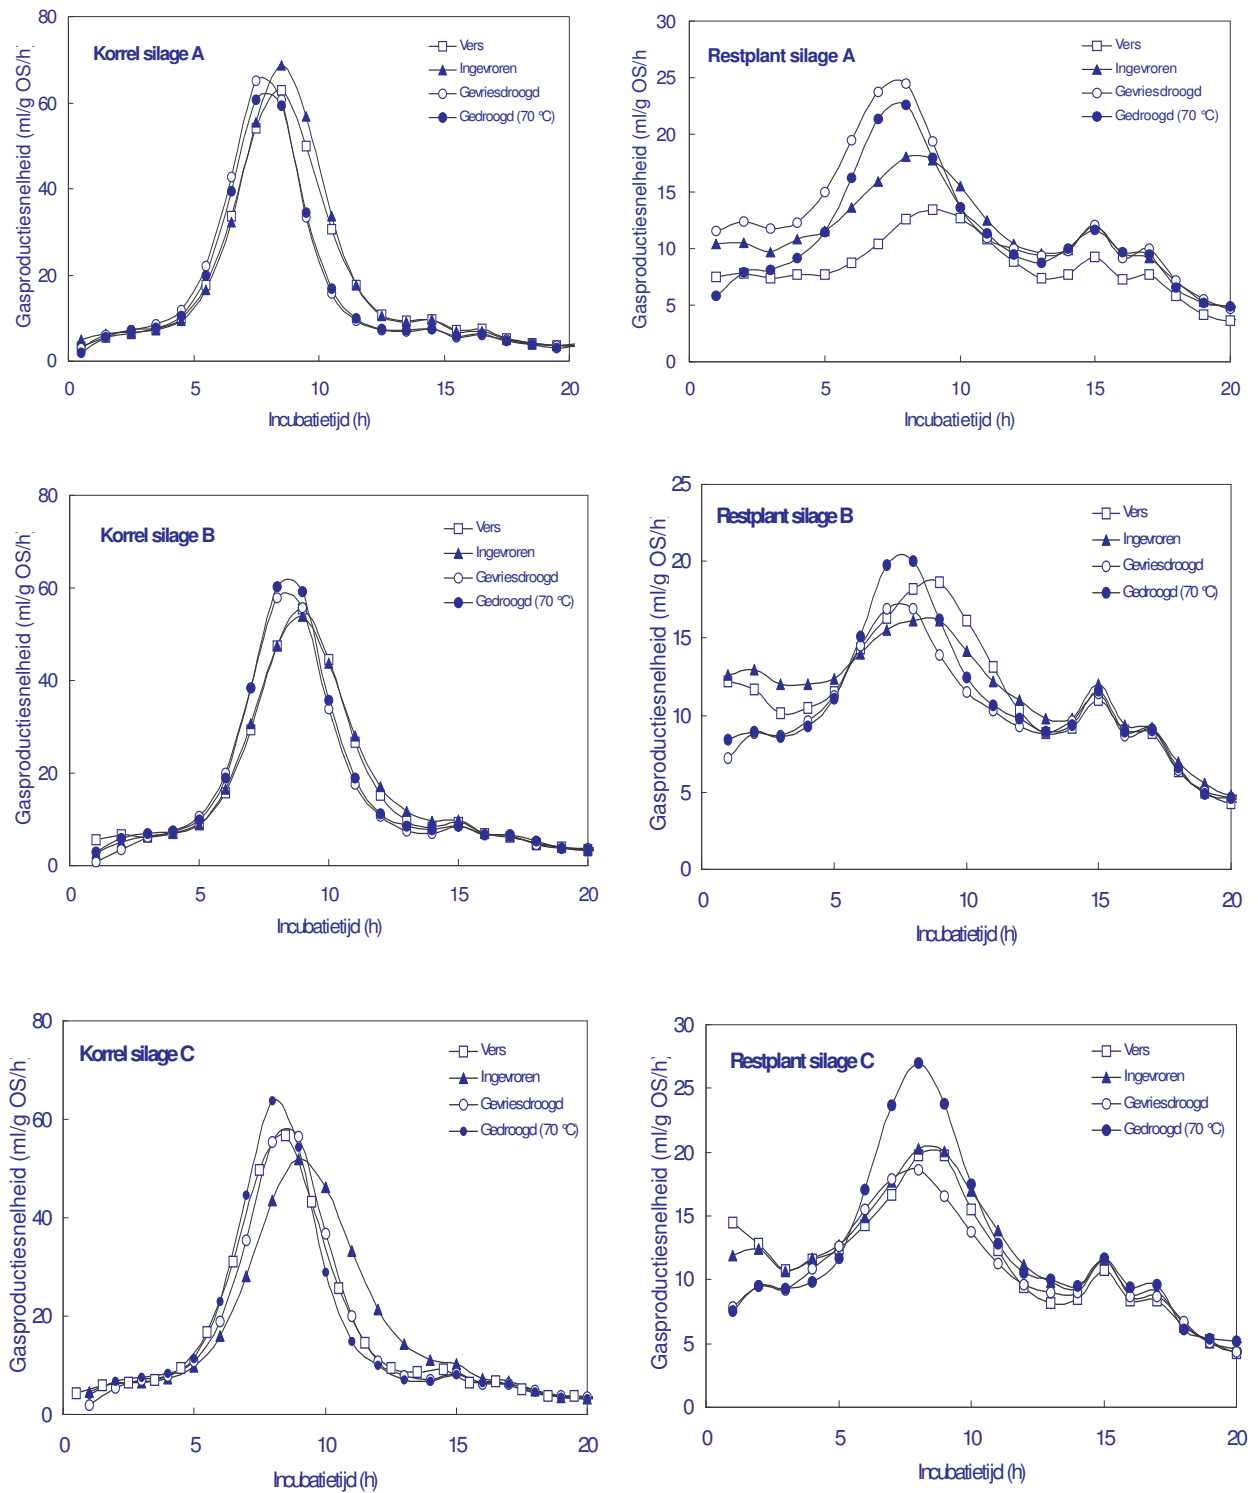 Korrel silage A
Vers
Ingevroren
Gevriesdroogd
Gedroogd (70 °C)
Gasproductiesnelheid (ml/g OS/h)
80
60
40
20
0
0 5 10 15 20
Incubatietijd (h)
Restplant silage A
Vers
Ingevroren
Gevriesdroogd
Gedroogd (70 °C)
Gasproductiesnelheid (ml/g OS/h
30
25
20
15
10
5
0
0 5 10 15 20
Incubatietijd (h)
Korrel silage B
Vers
Ingevroren
Gevriesdroogd
Gedroogd (70 °C)
Gasproductiesnelheid (ml/g OS/h)
80
60
40
20
0
0 5 10 15 20
Incubatietijd (h)
Restplant silage B
Vers
Ingevroren
Gevriesdroogd
Gedroogd (70 °C)
Gasproductiesnelheid (ml/g OS/h)
25
20
15
10
5
0
0 5 10 15 20
Incubatietijd (h)
Korrel silage C
Vers
Ingevroren
Gevriesdroogd
Gedroogd (70 °C)
Gasproductiesnelheid (ml/g OS/h)
80
60
40
20
0
0 5 10 15 20
Incubatietijd (h)
Restplant silage C
Vers
Ingevroren
Gevriesdroogd
Gedroogd (70 °C)
Gasproductiesnelheid (ml/g OS/h)
30
25
20
15
10
5
0
0 5 10 15 20
Incubatietijd (h)